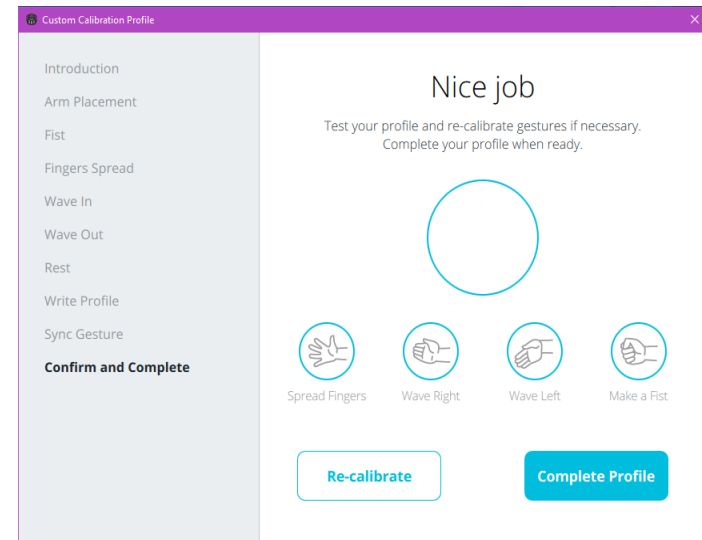 Custom Calibration Profile
Introduction
Arm Placement
Fist
Fingers Spread
Wave In
Wave Out
Rest
Write Profile
Sync Gesture
Confirm and Complete
Nice job
Test your profile and re-calibrate gestures if necessary.
Complete your profile when ready.
Spread Fingers
Wave Right
Wave Left
Make a Fist
Re-calibrate
Complete Profile